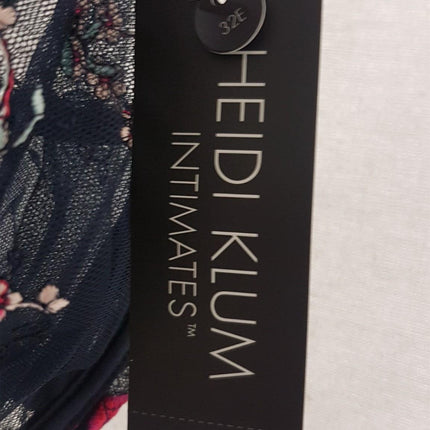 32E
HEIDI KLUM
INTIMATES™